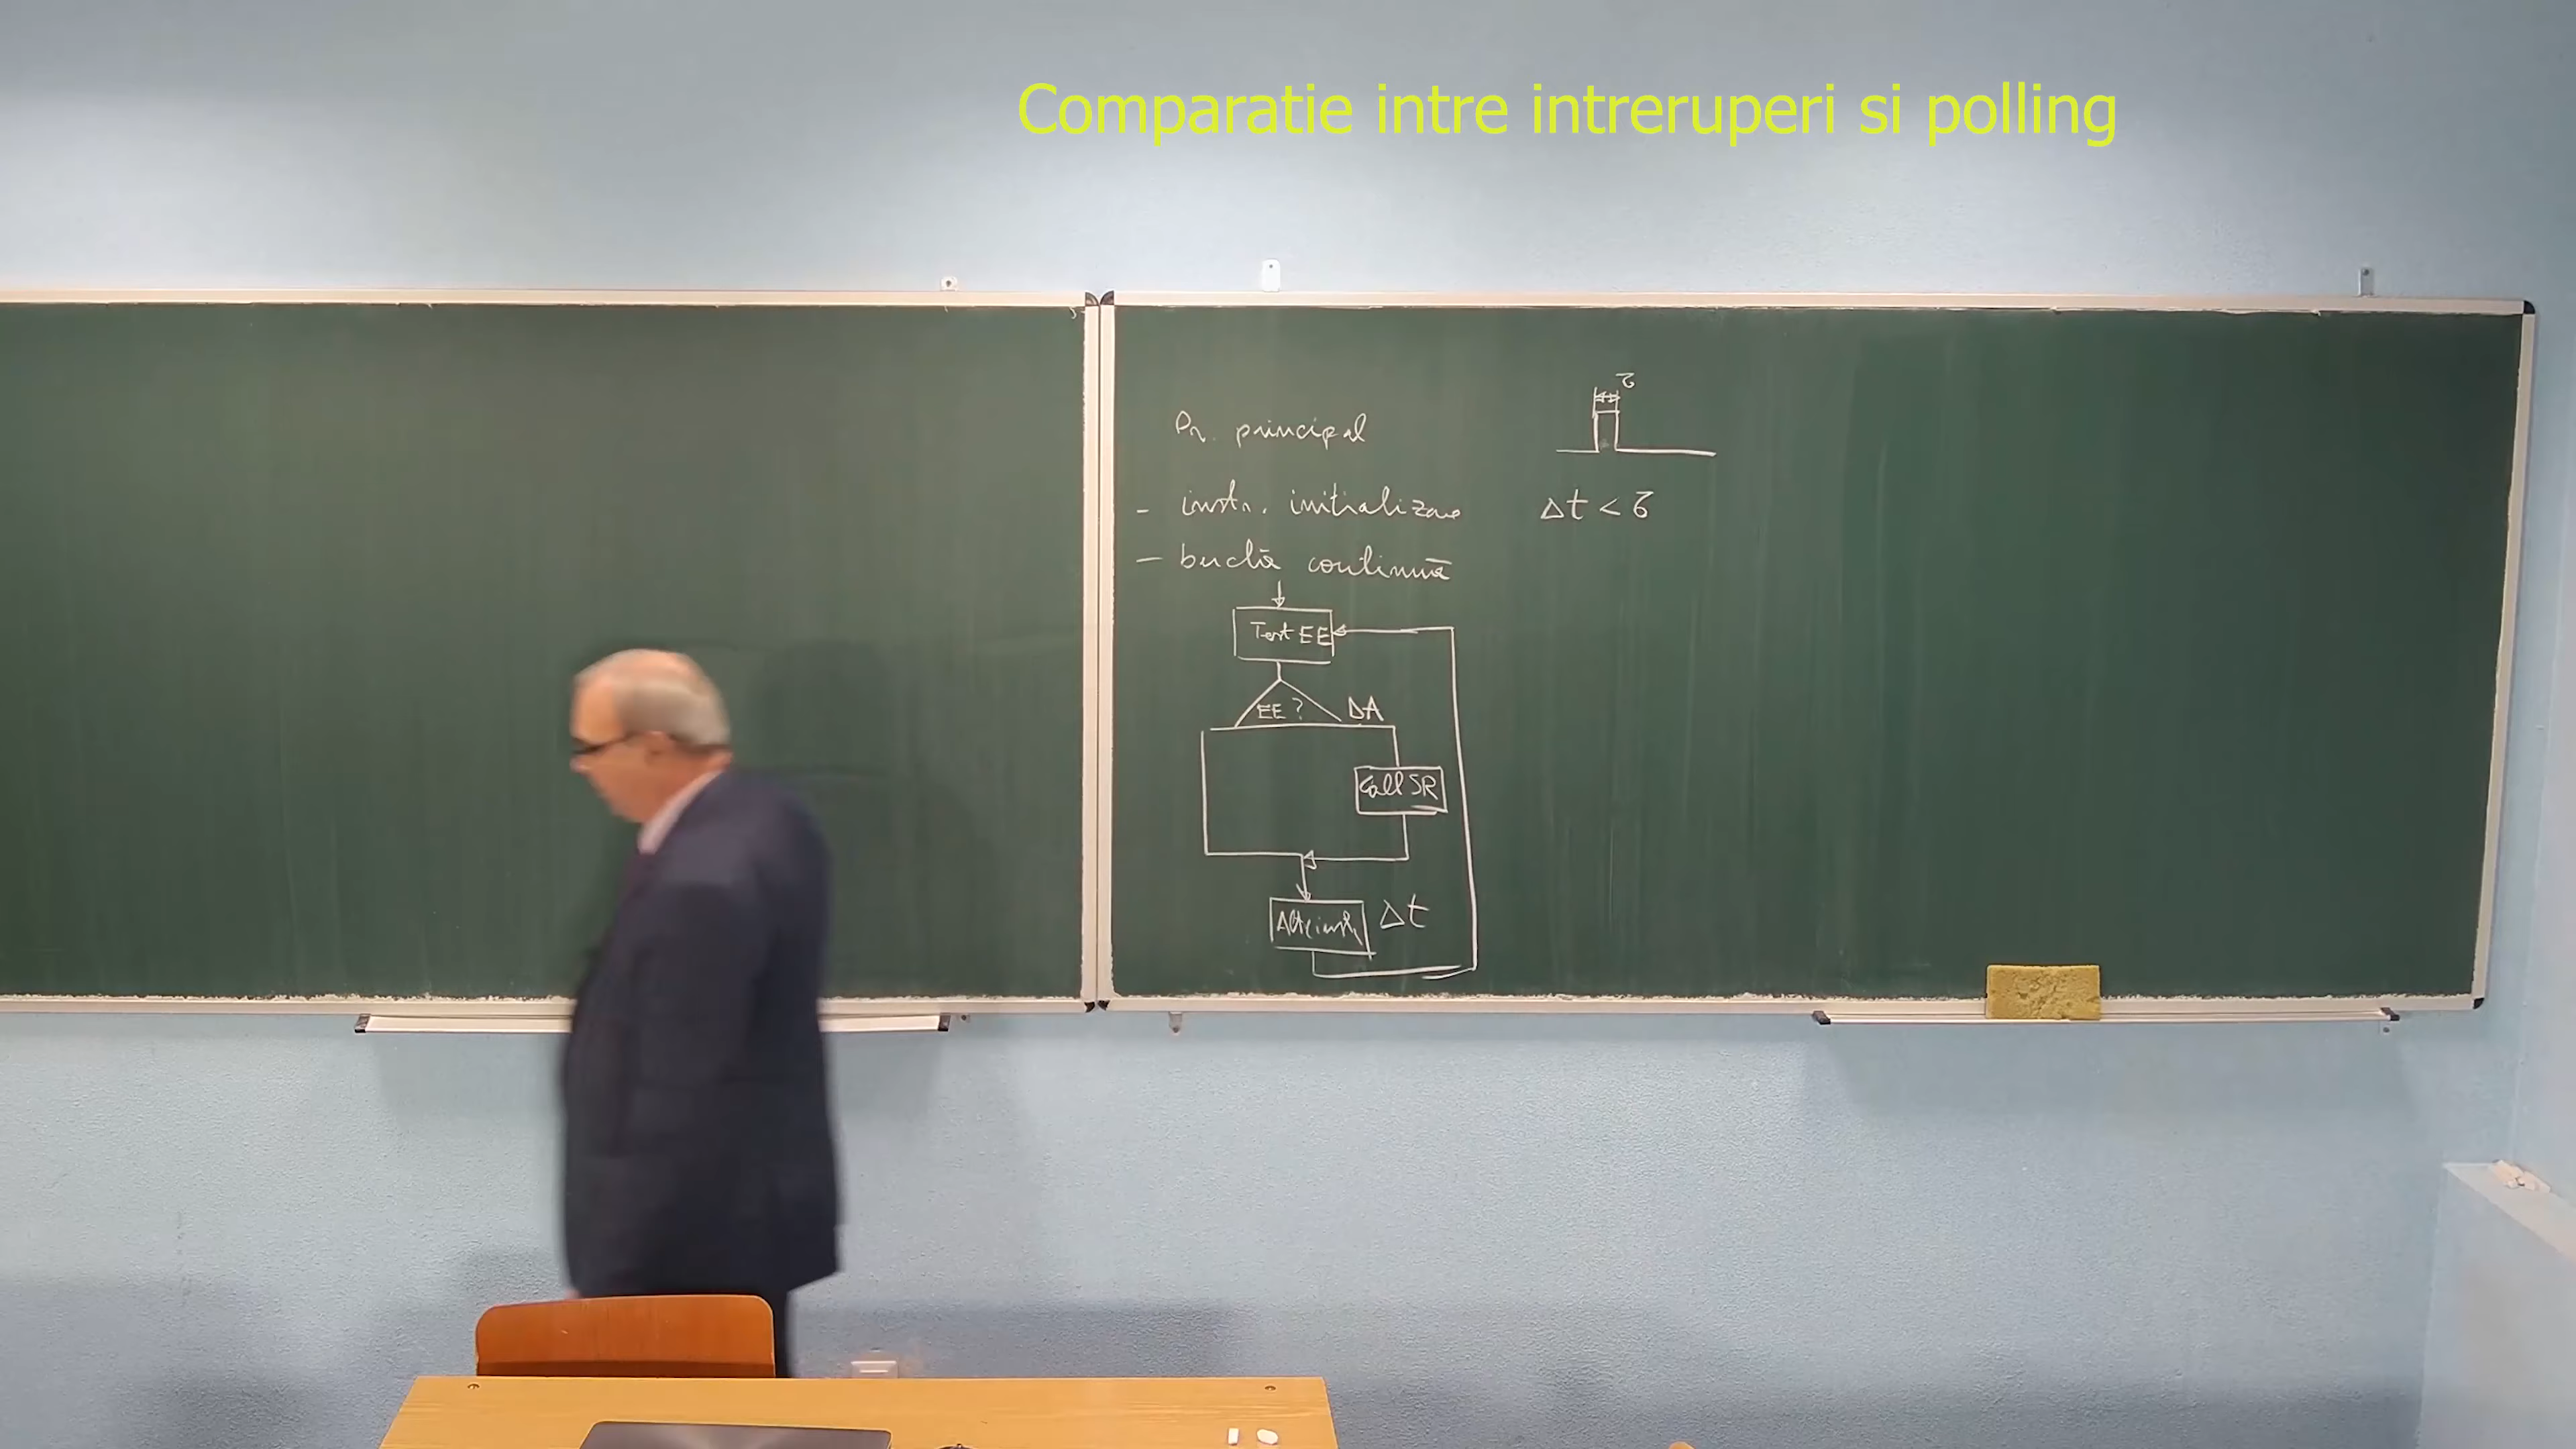 Comparatie intre intreruperi si polling
Pr. principal
- instr. initializare
- buclă continuă
Test EE
EE ?
DA
Call SR
Alte instr
Δt
τ
Δt < τ